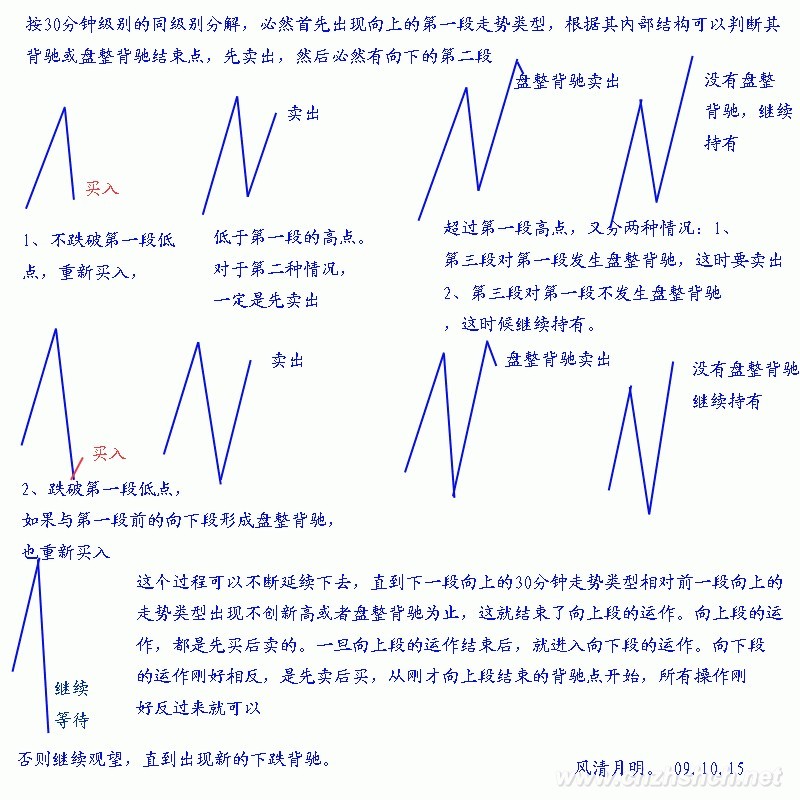 按30分钟级别的同级别分解，必然首先出现向上的第一段走势类型，根据其内部结构可以判断其
背驰或盘整背驰结束点，先卖出，然后必然有向下的第二段
买入
卖出
盘整背驰卖出
没有盘整
背驰，继续
持有
1、不跌破第一段低
点，重新买入，
低于第一段的高点。
对于第二种情况，
一定是先卖出
超过第一段高点，又分两种情况：1、
第三段对第一段发生盘整背驰，这时要卖出
2、第三段对第一段不发生盘整背驰
，这时候继续持有。
买入
卖出
盘整背驰卖出
没有盘整背驰
继续持有
2、跌破第一段低点，
如果与第一段前的向下段形成盘整背驰，
也重新买入
这个过程可以不断延续下去，直到下一段向上的30分钟走势类型相对前一段向上的
走势类型出现不创新高或者盘整背驰为止，这就结束了向上段的运作。向上段的运
作，都是先买后卖的。一旦向上段的运作结束后，就进入向下段的运作。向下段
的运作刚好相反，是先卖后买，从刚才向上段结束的背驰点开始，所有操作刚
好反过来就可以
继续
等待
否则继续观望，直到出现新的下跌背驰。
风清月明。 09.10.15
www.cnzhshch.net